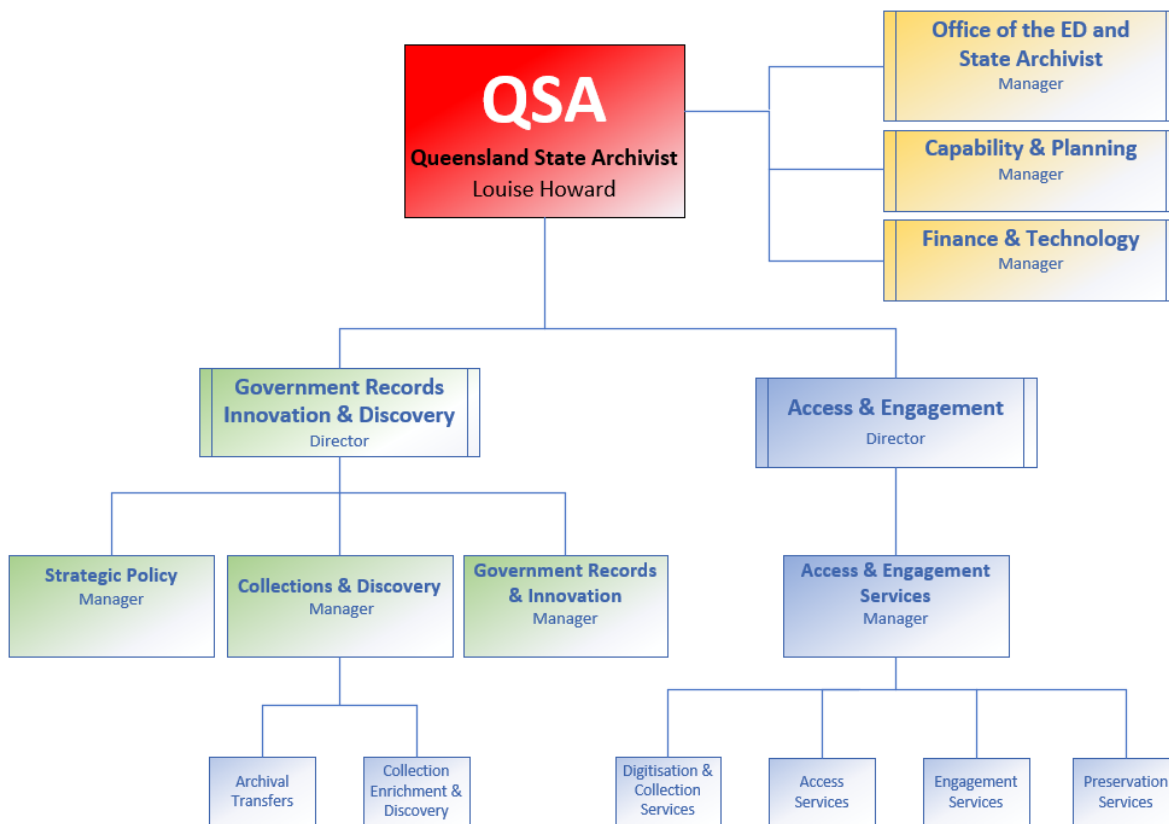 QSA
Queensland State Archivist
Louise Howard
Office of the ED and
State Archivist
Manager
Capability & Planning
Manager
Finance & Technology
Manager
Government Records
Innovation & Discovery
Director
Access & Engagement
Director
Strategic Policy
Manager
Collections & Discovery
Manager
Government Records
& Innovation
Manager
Access & Engagement
Services
Manager
Archival
Transfers
Collection
Enrichment &
Discovery
Digitisation &
Collection
Services
Access
Services
Engagement
Services
Preservation
Services